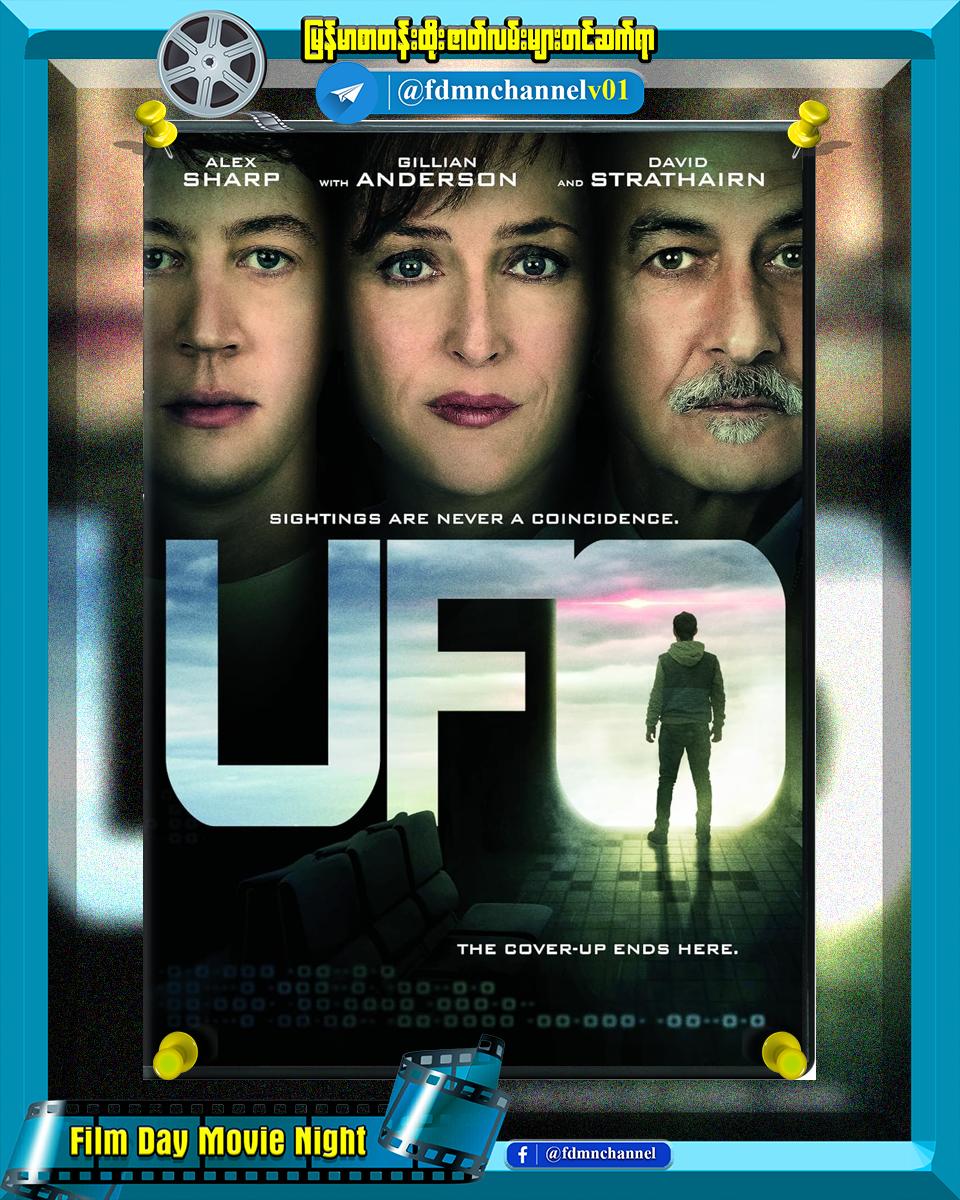 မြန်မာစာတန်းထိုးဇာတ်လမ်းများတင်ဆက်ရာ
@fdmnchannelv01
ALEX SHARP
WITH GILLIAN ANDERSON
AND DAVID STRATHAIRN
SIGHTINGS ARE NEVER A COINCIDENCE.
UFO
THE COVER-UP ENDS HERE.
Film Day Movie Night
@fdmnchannel